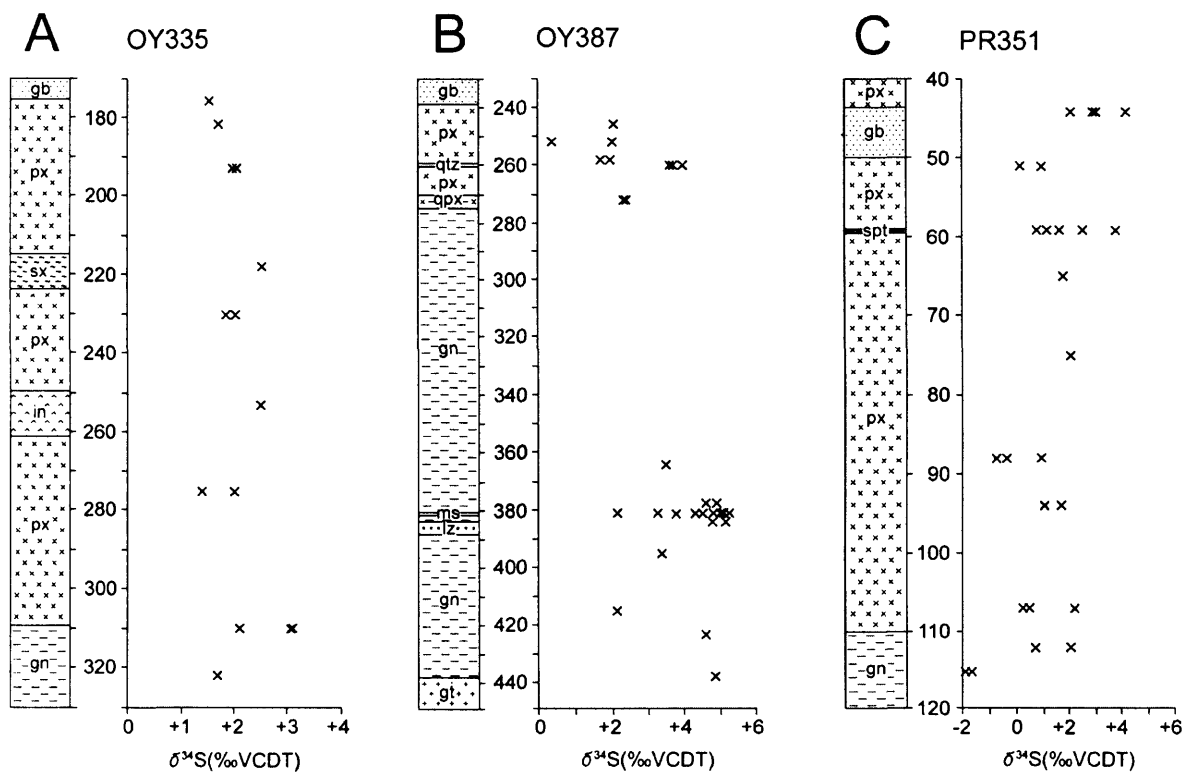 A OY335
gb
px
sx
px
in
px
gn
180
200
220
240
260
280
300
320
0 +1 +2 +3 +4
δ³⁴S(‰VCDT)
B OY387
gb
px
qtz
px
qpx
gn
ms
lz
gn
gt
240
260
280
300
320
340
360
380
400
420
440
0 +2 +4 +6
δ³⁴S(‰VCDT)
C PR351
px
gb
px
spt
px
gn
40
50
60
70
80
90
100
110
120
-2 0 +2 +4 +6
δ³⁴S(‰VCDT)